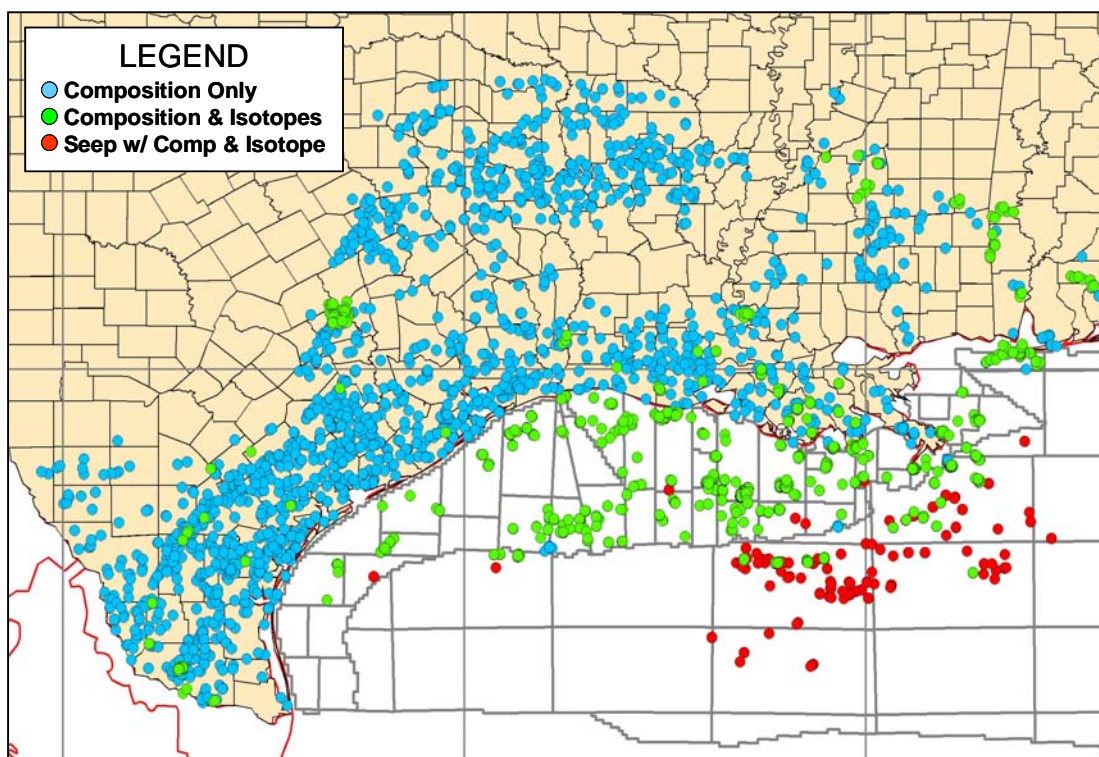 LEGEND
Composition Only
Composition & Isotopes
Seep w/ Comp & Isotope